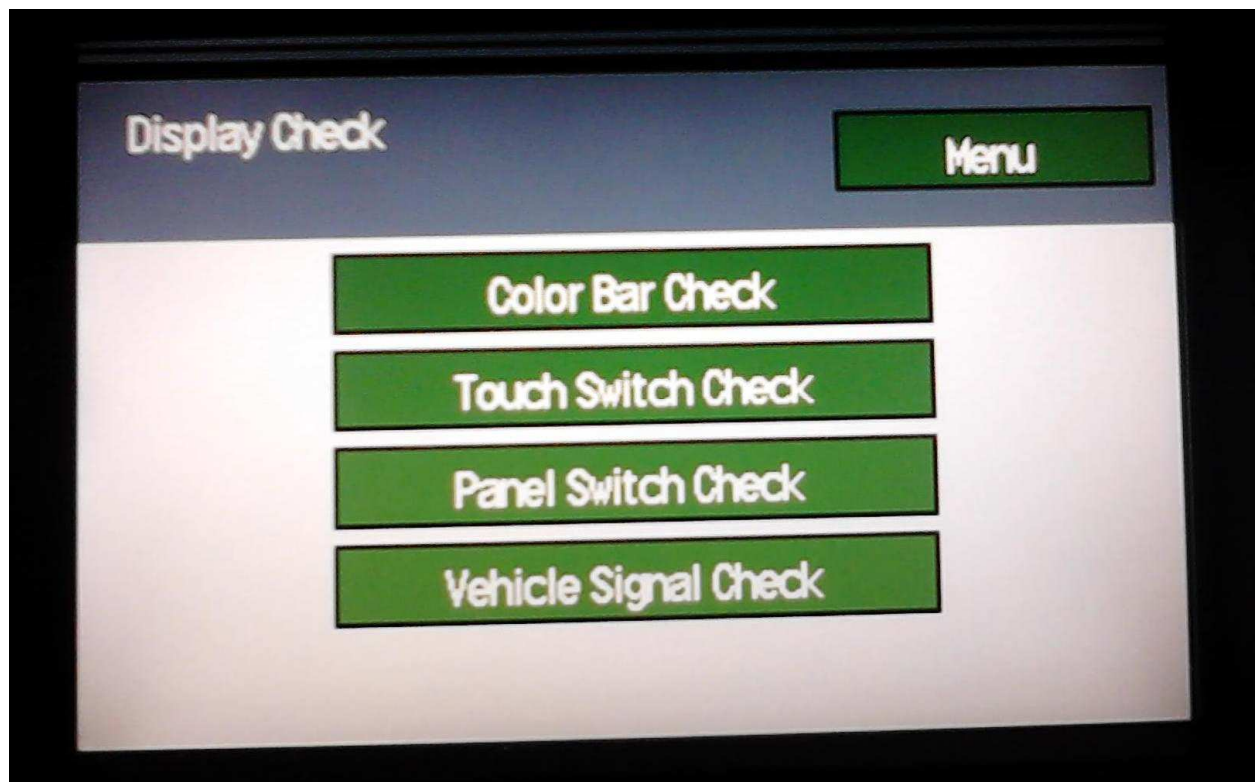 Display Check
Menu
Color Bar Check
Touch Switch Check
Panel Switch Check
Vehicle Signal Check